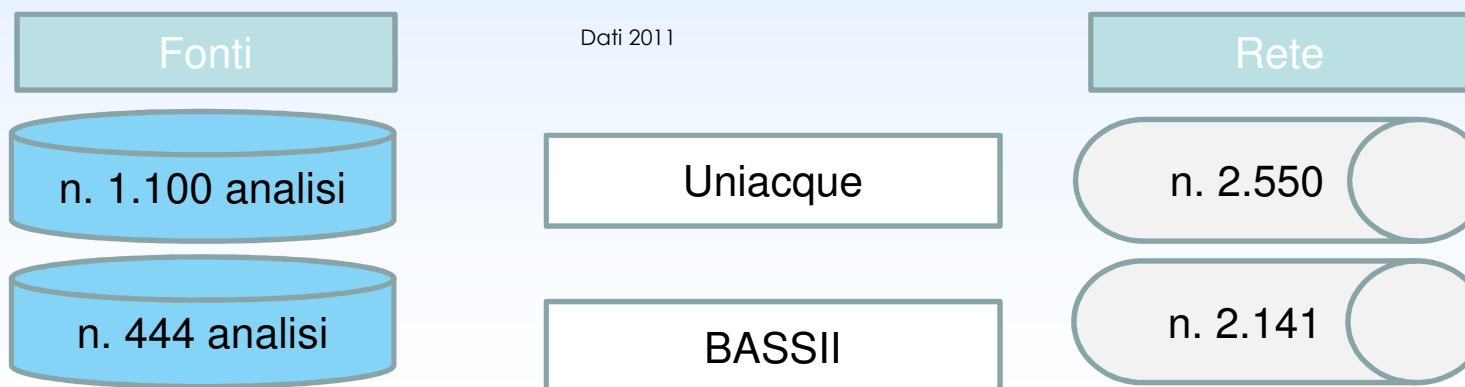 Fonti
Dati 2011
Rete
n. 1.100 analisi
Uniacque
n. 2.550
n. 444 analisi
BASSII
n. 2.141